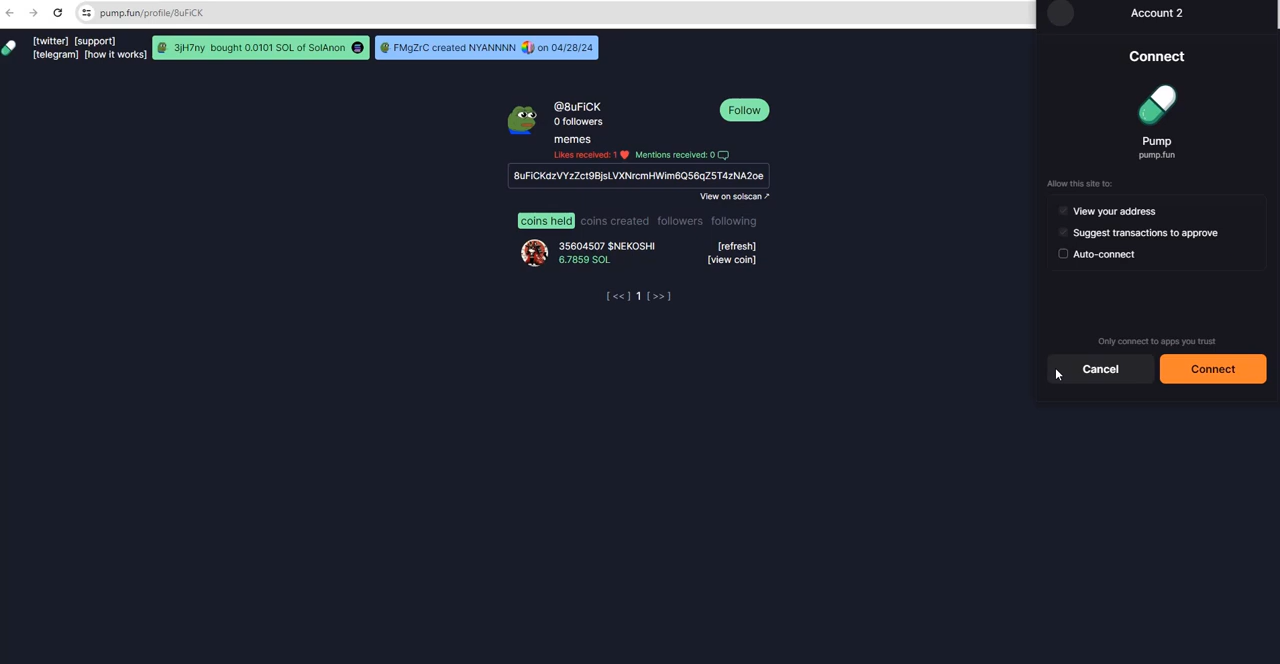 pump.fun/profile/8uFiCK
[twitter] [support]
[telegram] [how it works]
3jH7ny bought 0.0101 SOL of SolAnon
FMgZrC created NYANNNN on 04/28/24
@8uFiCK
0 followers
Follow
memes
Likes received: 1 Mentions received: 0
8uFiCKdzVYzZct9BjsLVXNrcmHWim6Q56qZ5T4zNA2oe
View on solscan
coins held coins created followers following
35604507 $NEKOSHI [refresh]
6.7859 SOL [view coin]
[ << ] 1 [ >> ]
Account 2
Connect
Pump
pump.fun
Allow this site to:
View your address
Suggest transactions to approve
Auto-connect
Only connect to apps you trust
Cancel Connect